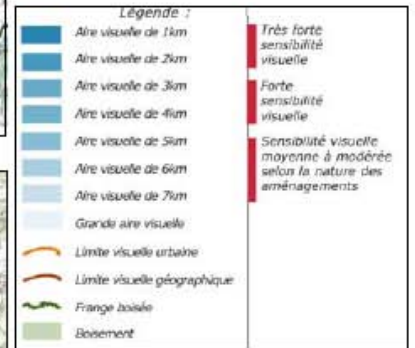 Légende :
Aire visuelle de 1km
Aire visuelle de 2km
Aire visuelle de 3km
Aire visuelle de 4km
Aire visuelle de 5km
Aire visuelle de 6km
Aire visuelle de 7km
Grande aire visuelle
Limite visuelle urbaine
Limite visuelle géographique
Frange boisée
Boisement
Très forte
sensibilité
visuelle
Forte
sensibilité
visuelle
Sensibilité visuelle
moyenne à modérée
selon la nature des
aménagements